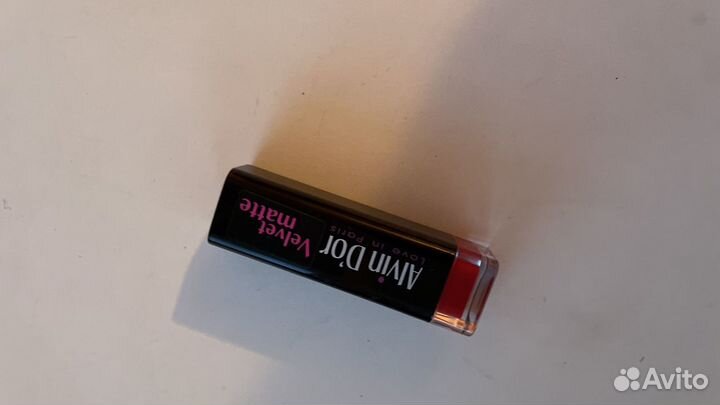 Alvin D'or
Love in Paris
Velvet
matte
Avito